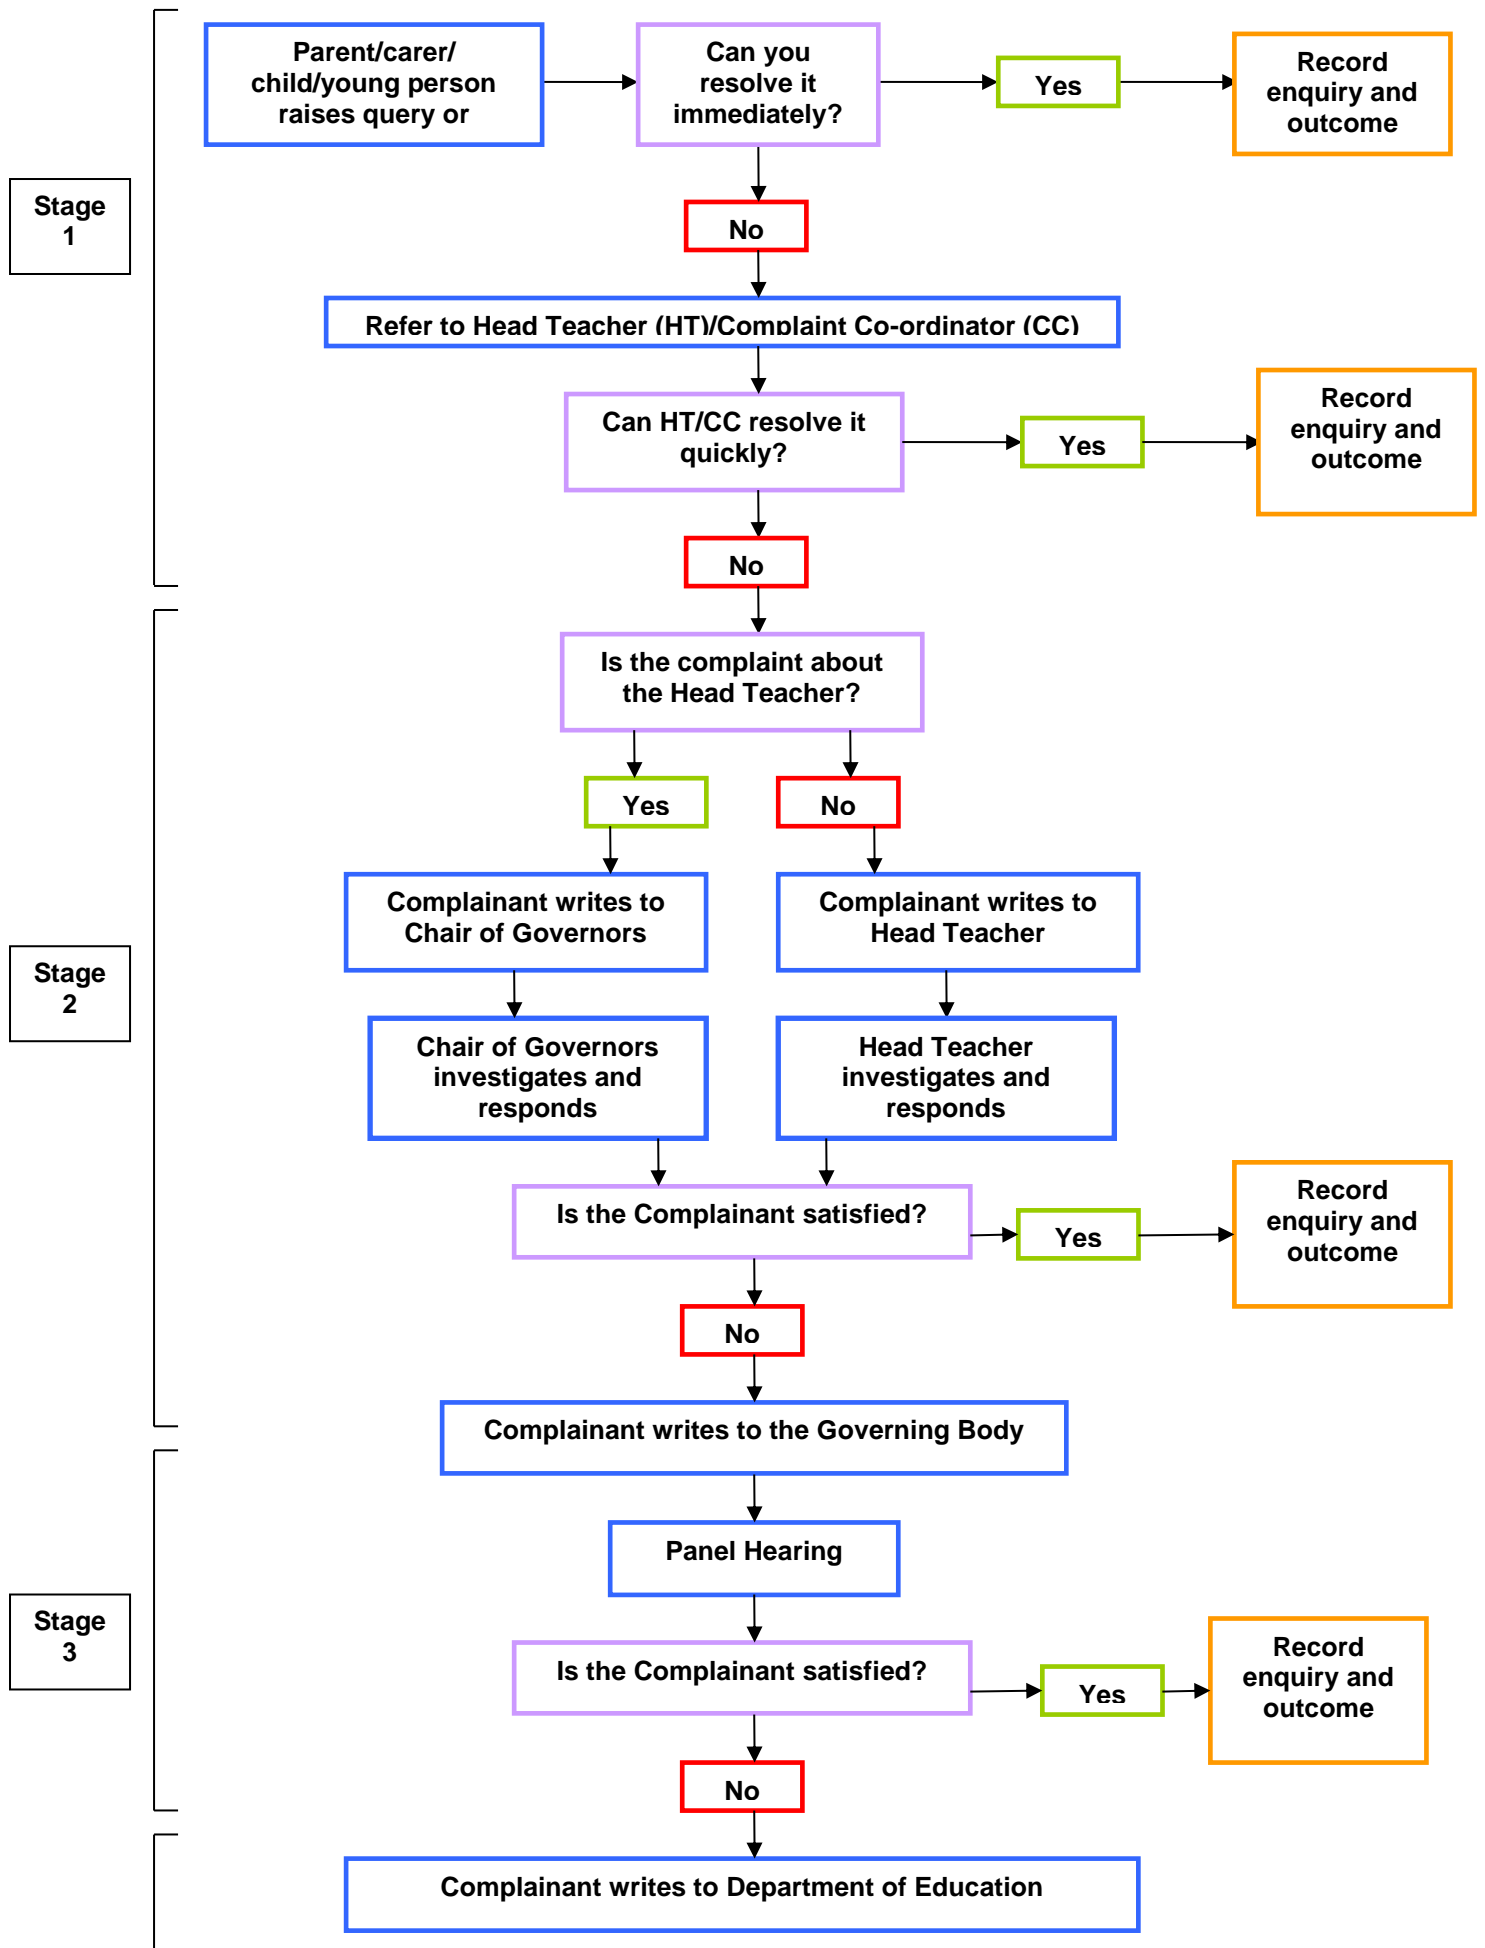 Parent/carer/
child/young person
raises query or
Can you
resolve it
immediately?
Yes
Record
enquiry and
outcome
Stage
1
No
Refer to Head Teacher (HT)/Complaint Co-ordinator (CC)
Can HT/CC resolve it
quickly?
Yes
Record
enquiry and
outcome
No
Is the complaint about
the Head Teacher?
Yes
No
Complainant writes to
Chair of Governors
Complainant writes to
Head Teacher
Stage
2
Chair of Governors
investigates and
responds
Head Teacher
investigates and
responds
Is the Complainant satisfied?
Yes
Record
enquiry and
outcome
No
Complainant writes to the Governing Body
Panel Hearing
Stage
3
Is the Complainant satisfied?
Yes
Record
enquiry and
outcome
No
Complainant writes to Department of Education